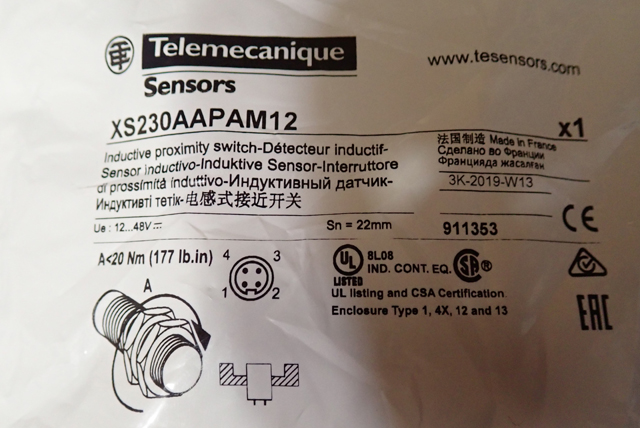 Telemecanique
Sensors
www.tesensors.com
XS230AAPAM12
x1
Inductive proximity switch-Détecteur inductif-
Sensor inductivo-Induktive Sensor-Interruttore
di prossimità induttivo-Индуктивный датчик-
Индуктивті тетік-电感式接近开关
法国制造 Made in France
Сделано во Франции
Францияда жасалған
3K-2019-W13
Ue : 12...48V
Sn = 22mm
911353
CE
A<20 Nm (177 lb.in)
4
3
1
2
A
UL
LISTED
8L08
IND. CONT. EQ.
SA
®
UL listing and CSA Certification
Enclosure Type 1, 4X, 12 and 13
EAC